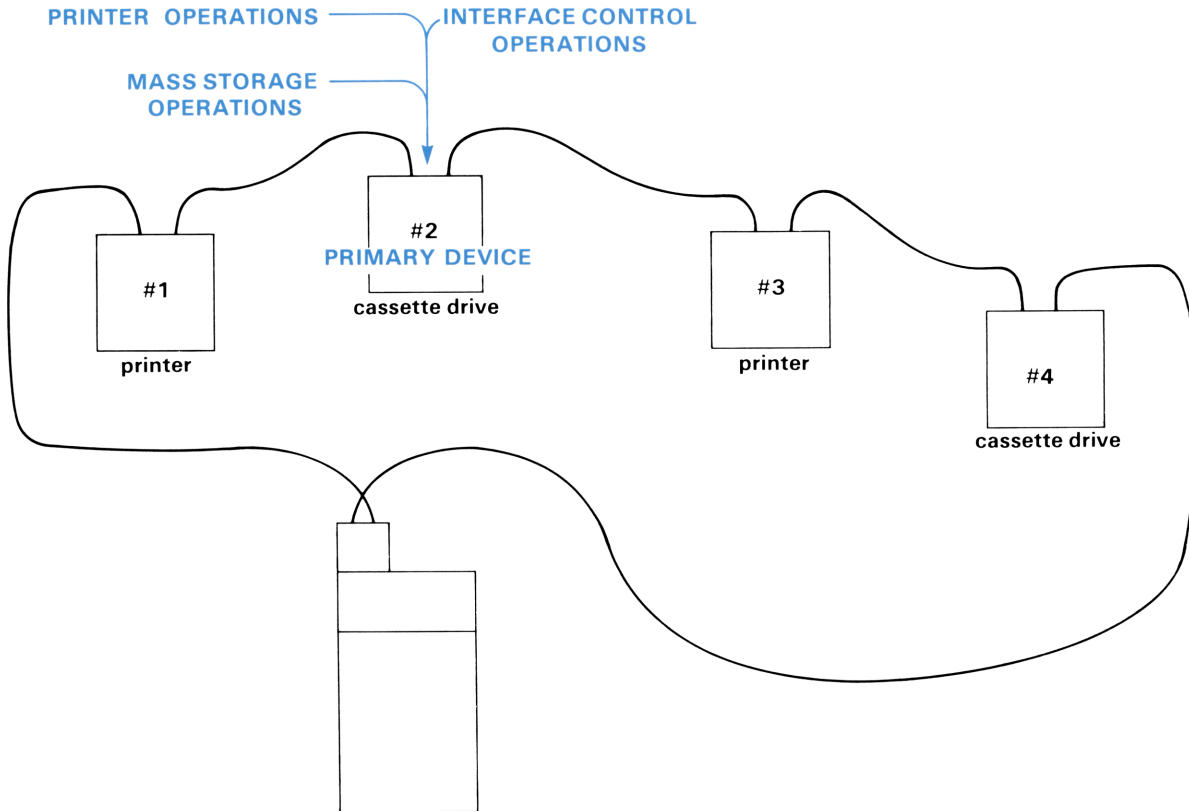 PRINTER OPERATIONS
INTERFACE CONTROL
OPERATIONS
MASS STORAGE
OPERATIONS
#1
printer
#2
PRIMARY DEVICE
cassette drive
#3
printer
#4
cassette drive